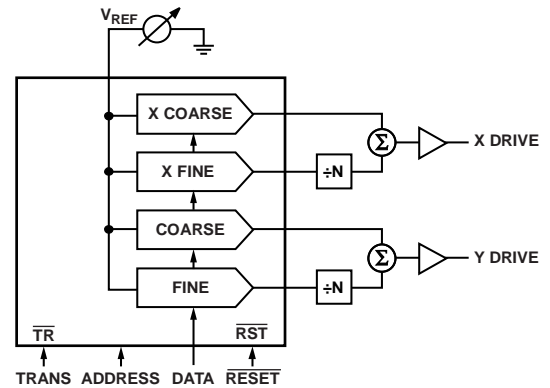 VREF
X COARSE
Σ
X DRIVE
X FINE
÷N
COARSE
Σ
Y DRIVE
FINE
÷N
TR
RST
TRANS ADDRESS DATA RESET